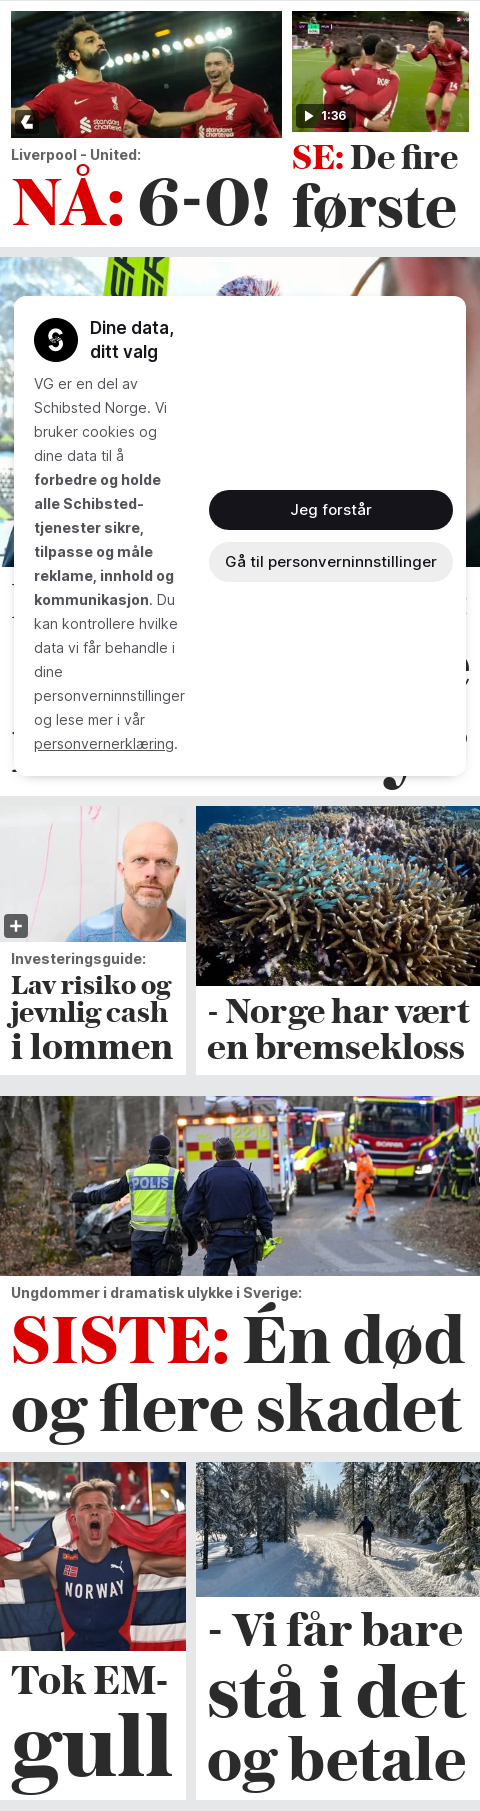 1:36
Liverpool - United:
NÅ: 6-0!
SE: De fire
første
Dine data,
ditt valg
VG er en del av
Schibsted Norge. Vi
bruker cookies og
dine data til å
forbedre og holde
alle Schibsted-
tjenester sikre,
tilpasse og måle
reklame, innhold og
kommunikasjon. Du
kan kontrollere hvilke
data vi får behandle i
dine
personverninnstillinger
og lese mer i vår
personvernerklæring.
Jeg forstår
Gå til personverninnstillinger
Investeringsguide:
Lav risiko og
jevnlig cash
i lommen
- Norge har vært
en bremsekloss
POLIS
SCANIA
Ungdommer i dramatisk ulykke i Sverige:
SISTE: Én død
og flere skadet
NORWAY
Tok EM-
gull
- Vi får bare
stå i det
og betale